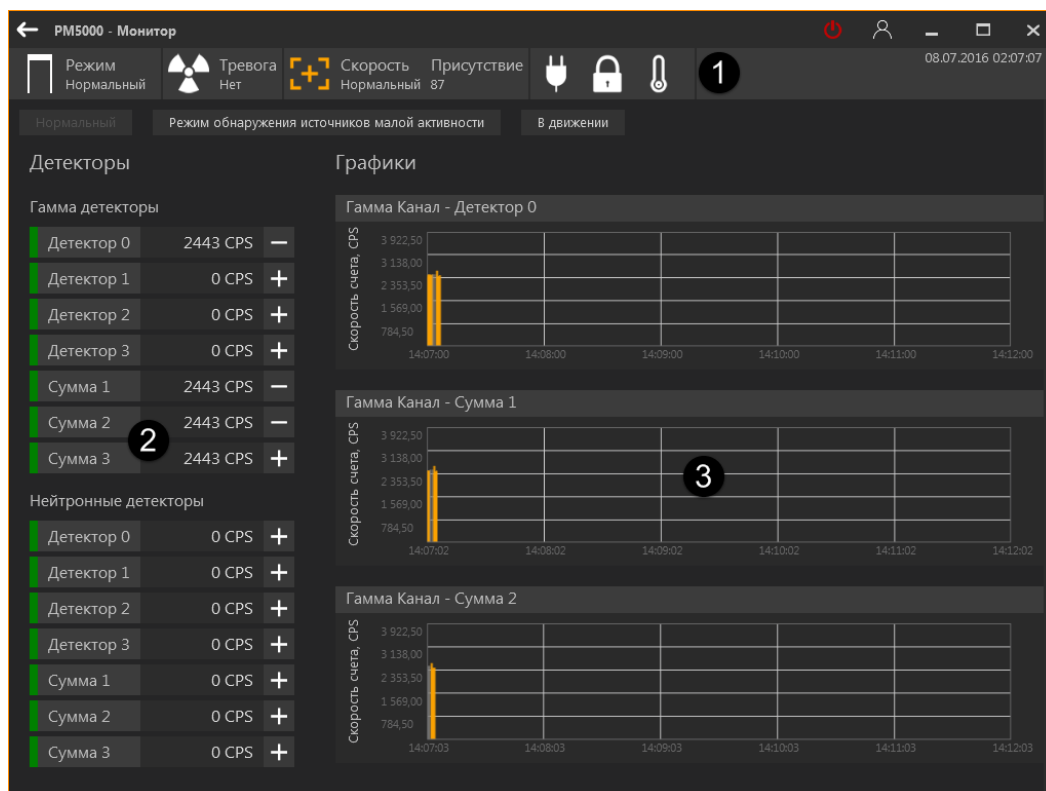 PM5000 - Монитор
Режим Тревога Скорость Присутствие 08.07.2016 02:07:07
Нормальный Нет Нормальный 87 1
Нормальный Режим обнаружения источников малой активности В движении
Детекторы
Гамма детекторы
Детектор 0 2443 CPS
Детектор 1 0 CPS
Детектор 2 0 CPS
Детектор 3 0 CPS
Сумма 1 2443 CPS
Сумма 2 2443 CPS
2
Сумма 3 2443 CPS
Нейтронные детекторы
Детектор 0 0 CPS
Детектор 1 0 CPS
Детектор 2 0 CPS
Детектор 3 0 CPS
Сумма 1 0 CPS
Сумма 2 0 CPS
Сумма 3 0 CPS
Графики
Гамма Канал - Детектор 0
Скорость счета, CPS
3 922,50
3 138,00
2 353,50
1 569,00
784,50
14:07:00 14:08:00 14:09:00 14:10:00 14:11:00 14:12:00
Гамма Канал - Сумма 1
Скорость счета, CPS
3 922,50
3 138,00
3
2 353,50
1 569,00
784,50
14:07:02 14:08:02 14:09:02 14:10:02 14:11:02 14:12:02
Гамма Канал - Сумма 2
Скорость счета, CPS
3 922,50
3 138,00
2 353,50
1 569,00
784,50
14:07:03 14:08:03 14:09:03 14:10:03 14:11:03 14:12:03